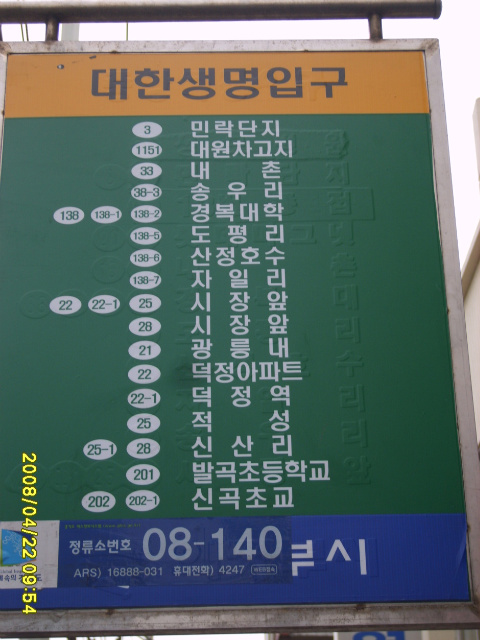 대한생명입구
3 민락단지
1151 대원차고지
33 내 촌
38-3 송우리
138 138-1 138-2 경복대학
138-5 도평리
138-6 산정호수
138-7 자일리
22 22-1 25 시장앞
28 시장앞
21 광릉내
22 덕정아파트
22-1 덕정역
25 적성
25-1 28 신산리
201 발곡초등학교
202 202-1 신곡초교
정류소번호 08-140
ARS) 16888-031 휴대전화) 4247
부시
2008/04/22 09:54